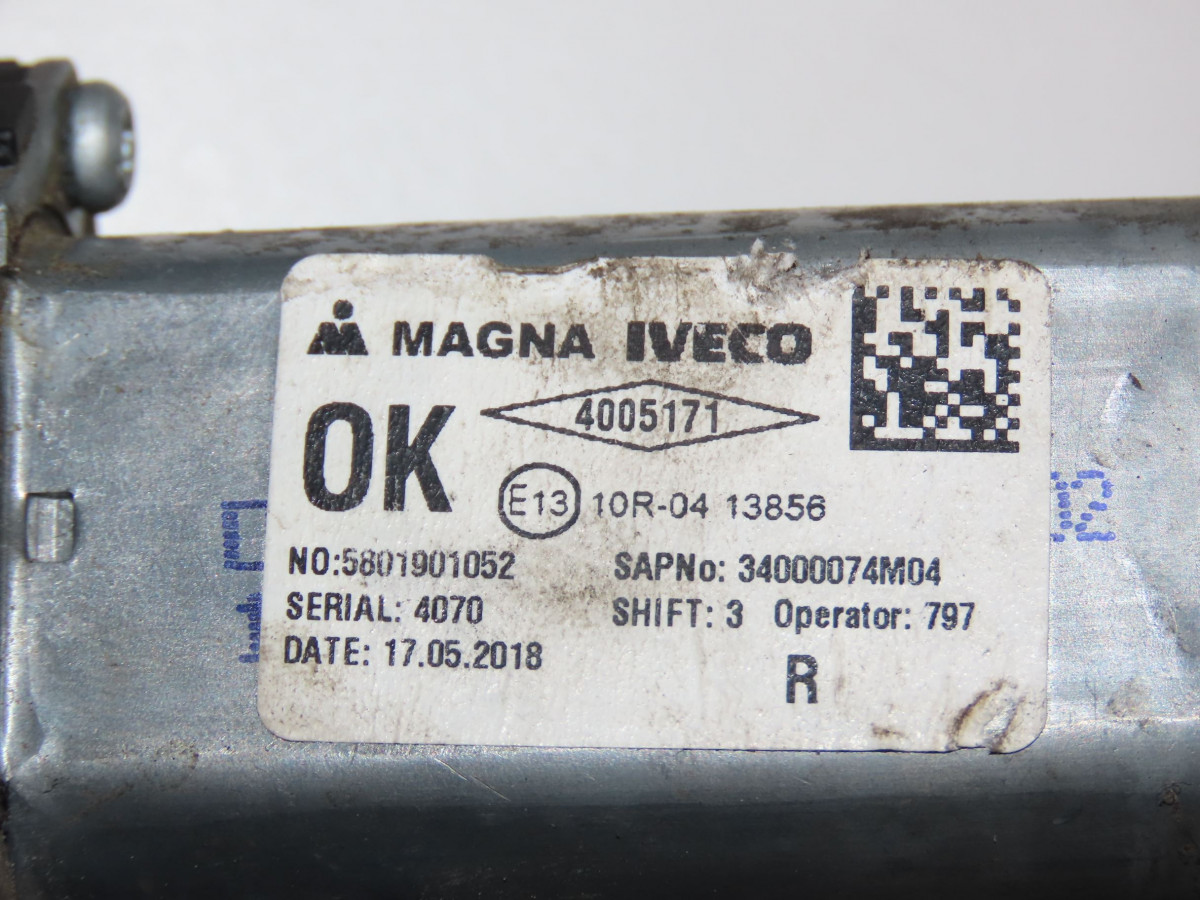 MAGNA IVECO
OK
4005171
E13 10R-04 13856
NO:5801901052 SAPNo: 34000074M04
SERIAL: 4070 SHIFT: 3 Operator: 797
DATE: 17.05.2018
R